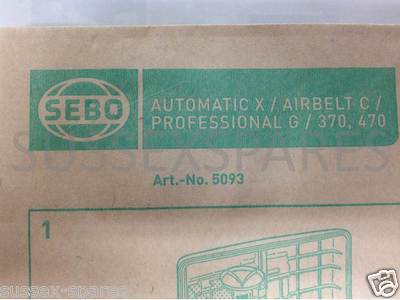 SEBO
AUTOMATIC X / AIRBELT C /
PROFESSIONAL G / 370, 470
SUSSEXSPARES
Art.-No. 5093
1
sussex-spares